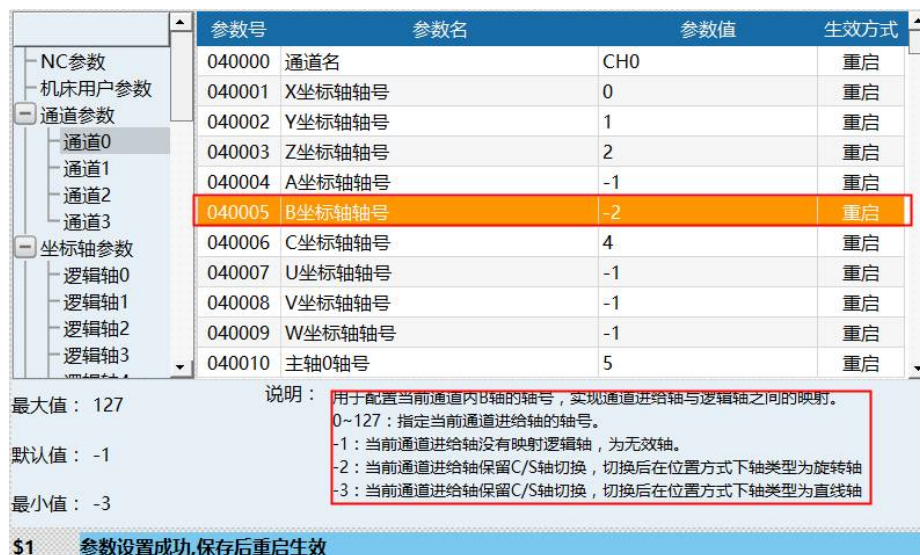 参数号 参数名 参数值 生效方式
NC参数
机床用户参数
通道参数
通道0
通道1
通道2
通道3
坐标轴参数
逻辑轴0
逻辑轴1
逻辑轴2
逻辑轴3
040000 通道名 CH0 重启
040001 X坐标轴轴号 0 重启
040002 Y坐标轴轴号 1 重启
040003 Z坐标轴轴号 2 重启
040004 A坐标轴轴号 -1 重启
040005 B坐标轴轴号 -2 重启
040006 C坐标轴轴号 4 重启
040007 U坐标轴轴号 -1 重启
040008 V坐标轴轴号 -1 重启
040009 W坐标轴轴号 -1 重启
040010 主轴0轴号 5 重启
最大值： 127
默认值： -1
最小值： -3
说明：
用于配置当前通道内B轴的轴号，实现通道进给轴与逻辑轴之间的映射。
0~127：指定当前通道进给轴的轴号。
-1：当前通道进给轴没有映射逻辑轴，为无效轴。
-2：当前通道进给轴保留C/S轴切换，切换后在位置方式下轴类型为旋转轴
-3：当前通道进给轴保留C/S轴切换，切换后在位置方式下轴类型为直线轴
$1 参数设置成功,保存后重启生效